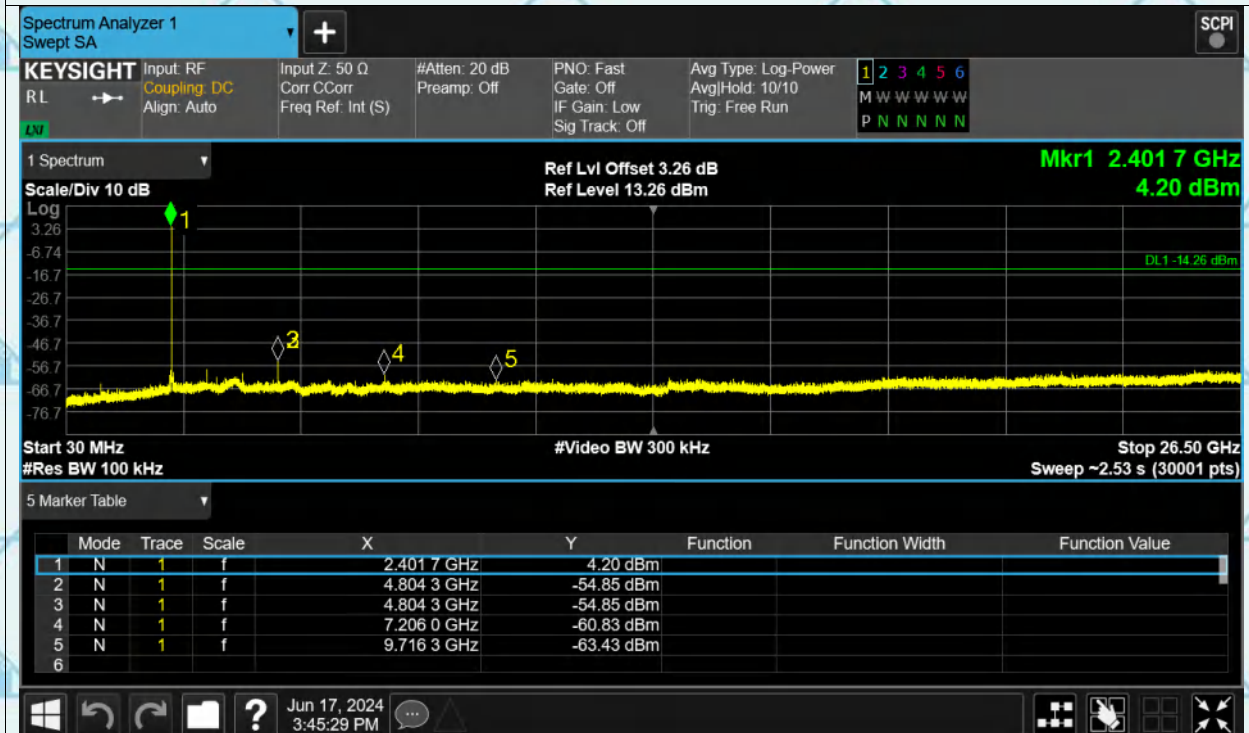 Spectrum Analyzer 1
Swept SA
+
SCPI
KEYSIGHT Input: RF Input Z: 50 Ω #Atten: 20 dB PNO: Fast Avg Type: Log-Power 1 2 3 4 5 6
RL Coupling: DC Corr CCorr Preamp: Off Gate: Off Avg|Hold: 10/10 M W W W W W
Align: Auto Freq Ref: Int (S) IF Gain: Low Trig: Free Run P N N N N N
LXI Sig Track: Off
1 Spectrum Ref Lvl Offset 3.26 dB Mkr1 2.401 7 GHz
Scale/Div 10 dB Ref Level 13.26 dBm 4.20 dBm
Log
1
3.26
-6.74
DL1 -14.26 dBm
-16.7
-26.7
-36.7
3
-46.7
4
5
-56.7
-66.7
-76.7
Start 30 MHz #Video BW 300 kHz Stop 26.50 GHz
#Res BW 100 kHz Sweep ~2.53 s (30001 pts)
5 Marker Table
Mode Trace Scale X Y Function Function Width Function Value
1 N 1 f 2.401 7 GHz 4.20 dBm
2 N 1 f 4.804 3 GHz -54.85 dBm
3 N 1 f 4.804 3 GHz -54.85 dBm
4 N 1 f 7.206 0 GHz -60.83 dBm
5 N 1 f 9.716 3 GHz -63.43 dBm
6
? Jun 17, 2024
3:45:29 PM